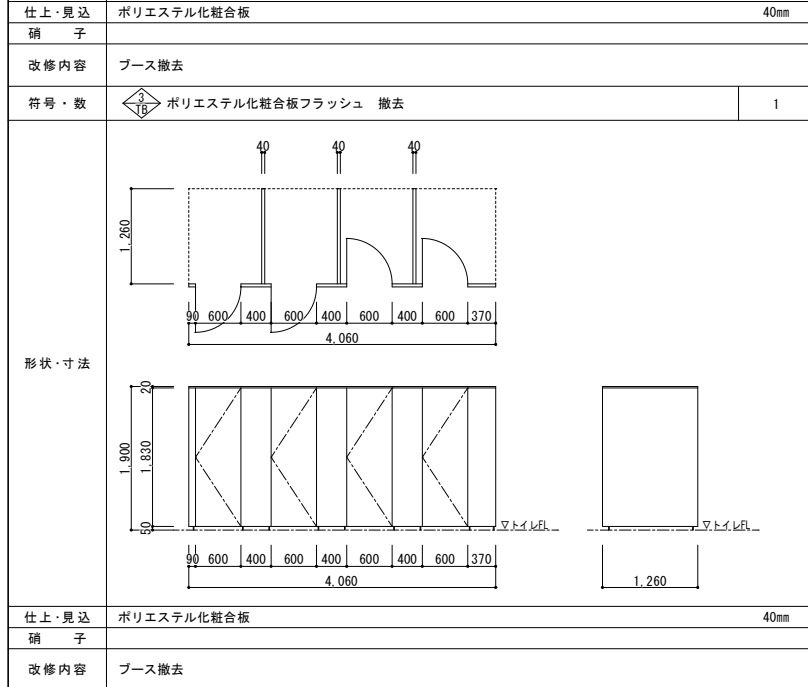 仕上・見込 ポリエステル化粧合板 40mm
硝 子
改修内容 ブース撤去
符号・数 3 TB ポリエステル化粧合板フラッシュ 撤去 1
形状・寸法
40 40 40
1,260
90 600 400 600 400 600 400 600 370
4,060
20
1,900 1,830
50
▽トイレFL ▽トイレFL
90 600 400 600 400 600 400 600 370
4,060 1,260
仕上・見込 ポリエステル化粧合板 40mm
硝 子
改修内容 ブース撤去